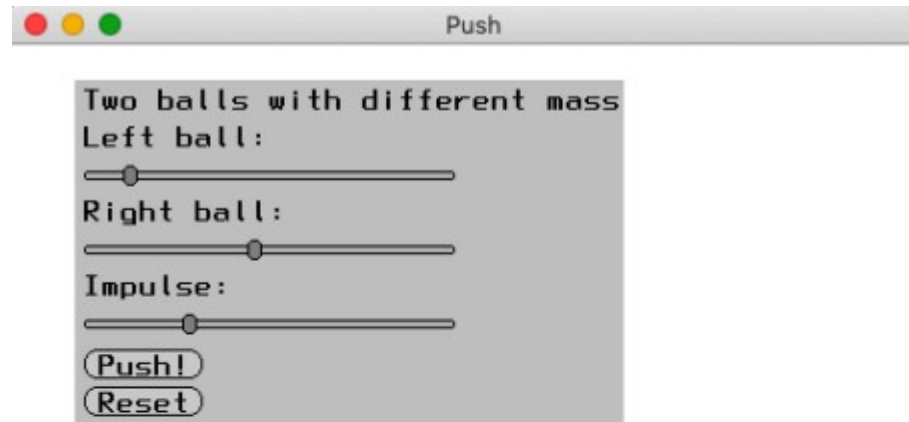 Push
Two balls with different mass
Left ball:
Right ball:
Impulse:
Push!
Reset